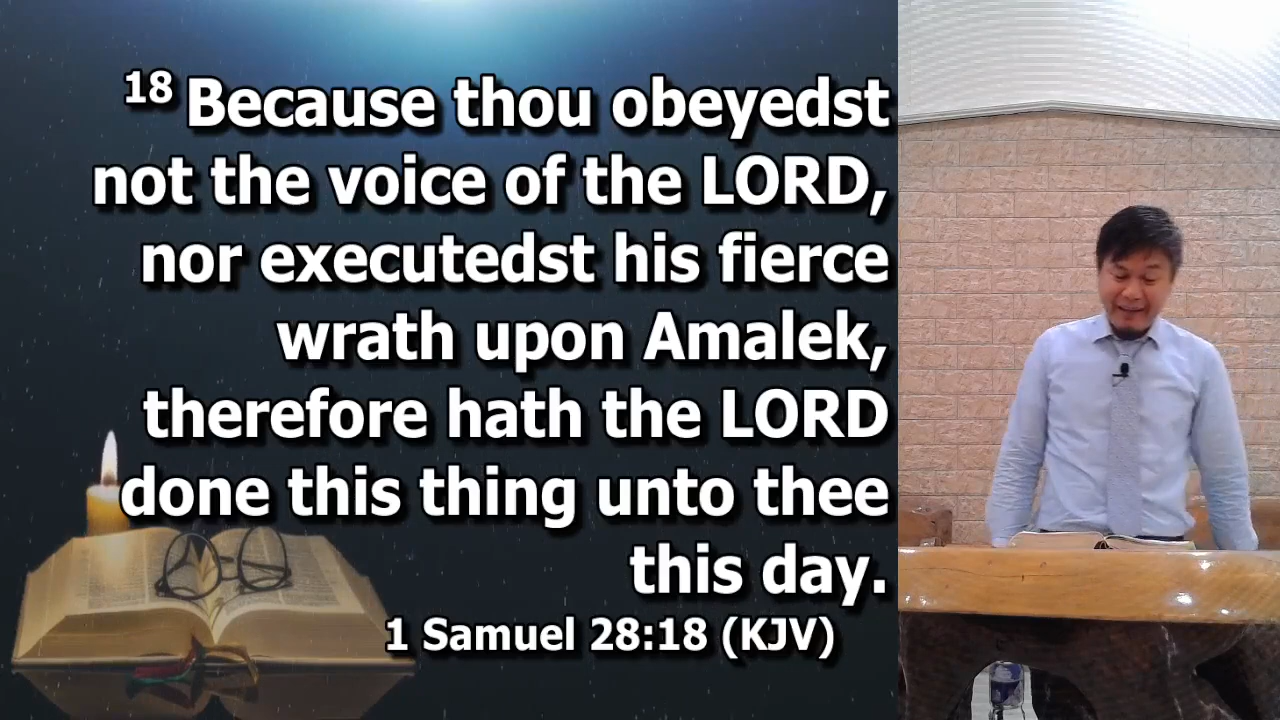 18 Because thou obeyedst
not the voice of the LORD,
nor executedst his fierce
wrath upon Amalek,
therefore hath the LORD
done this thing unto thee
this day.
1 Samuel 28:18 (KJV)